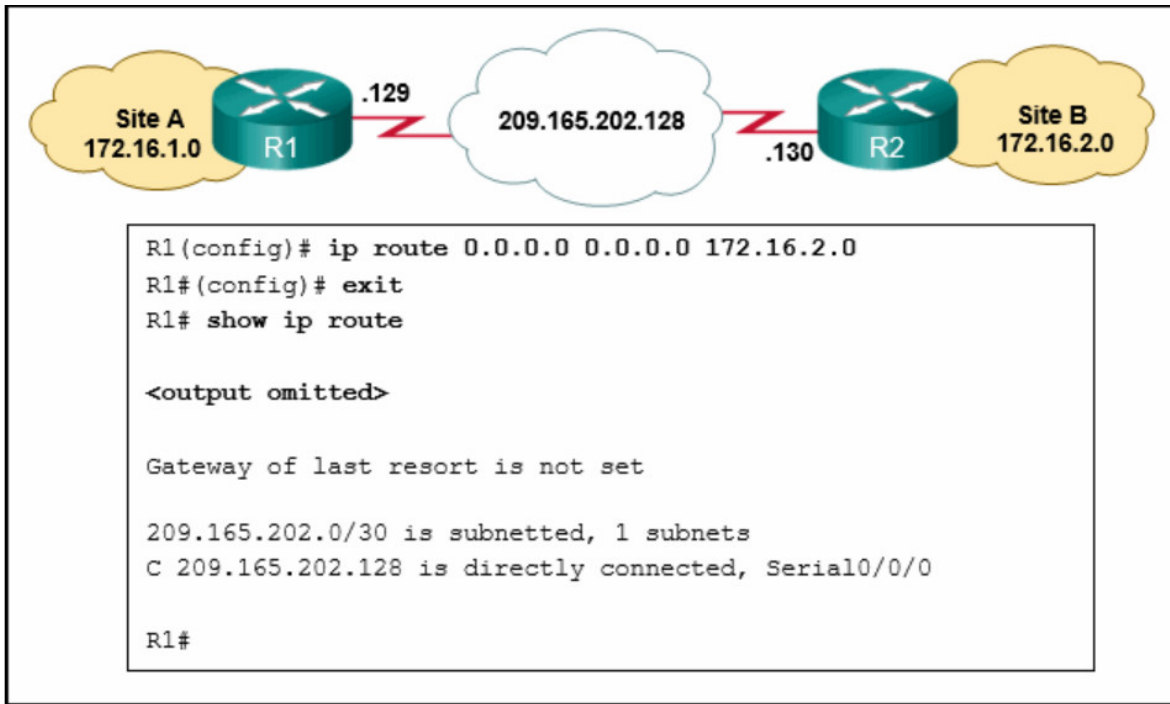 Site A
172.16.1.0
R1
.129
209.165.202.128
.130
R2
Site B
172.16.2.0
R1(config)# ip route 0.0.0.0 0.0.0.0 172.16.2.0
R1#(config)# exit
R1# show ip route
<output omitted>
Gateway of last resort is not set
209.165.202.0/30 is subnetted, 1 subnets
C 209.165.202.128 is directly connected, Serial0/0/0
R1#